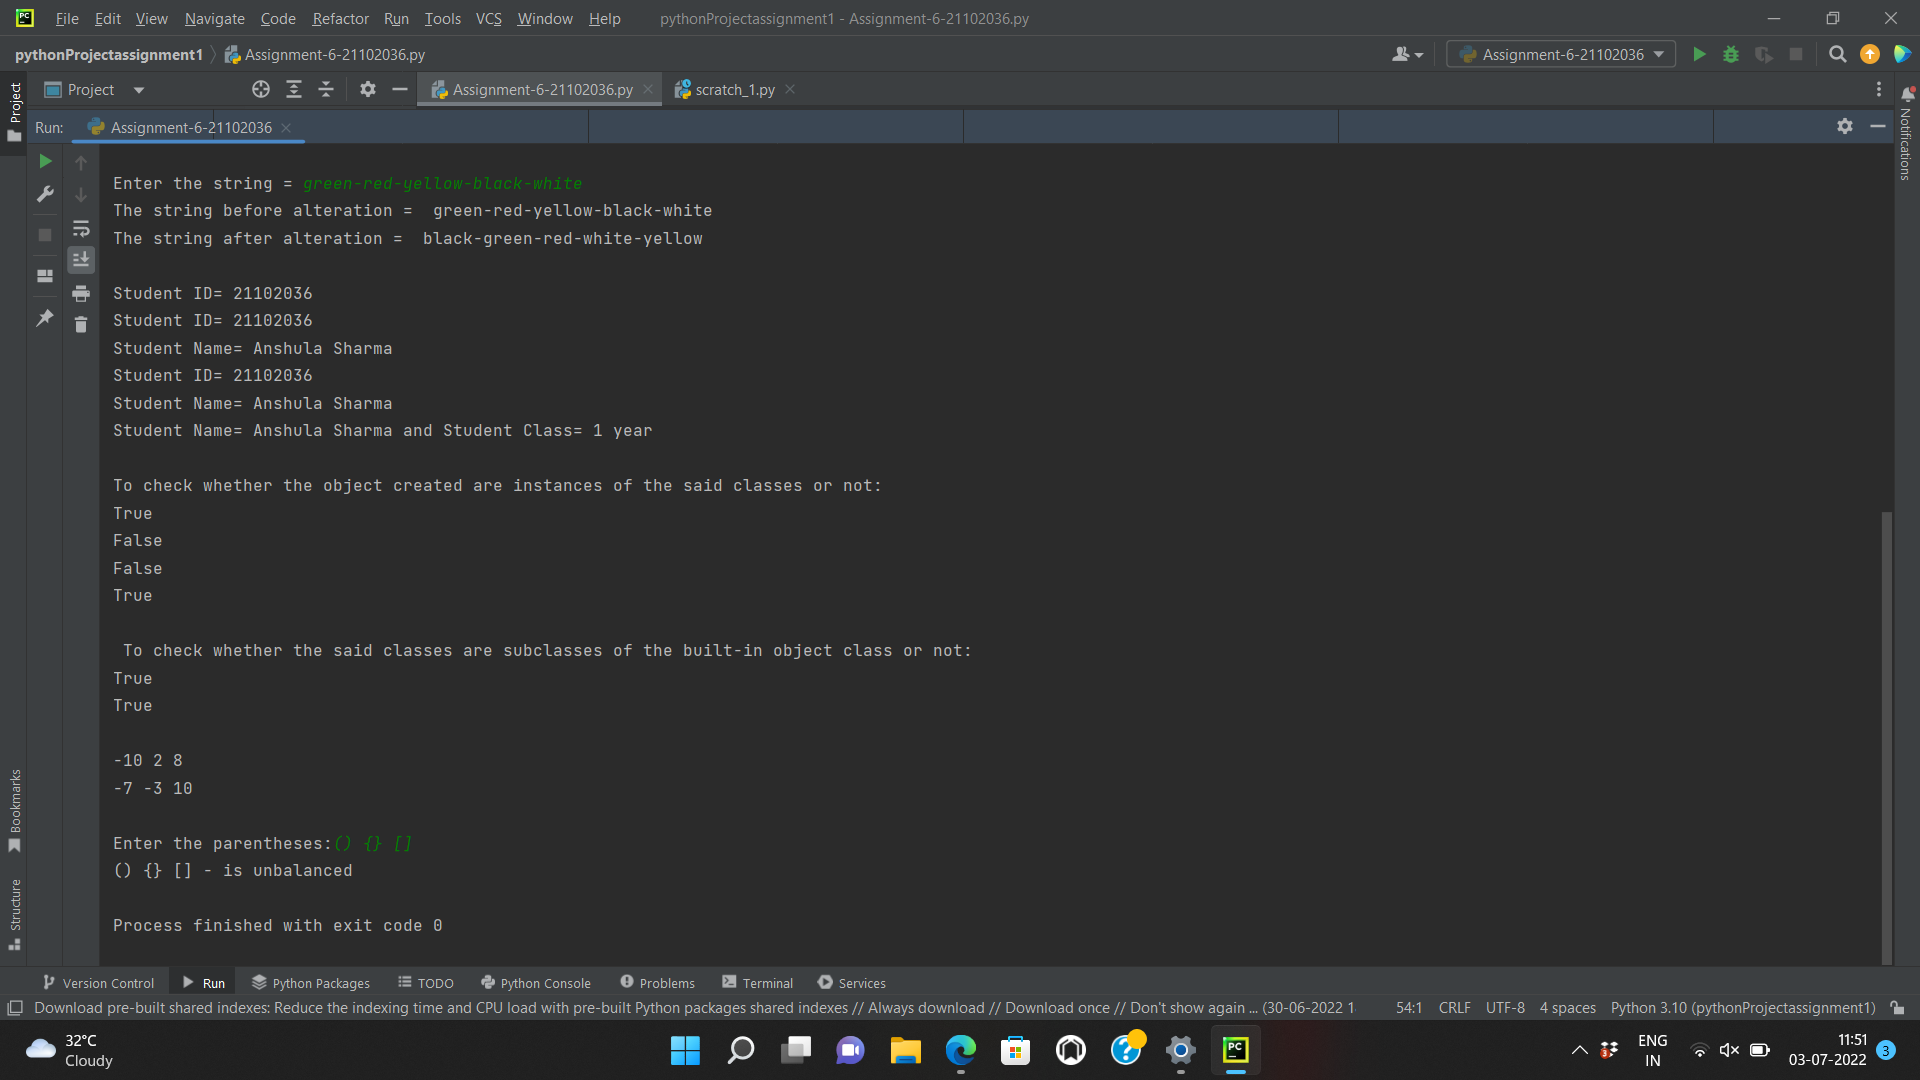 File Edit View Navigate Code Refactor Run Tools VCS Window Help pythonProjectassignment1 - Assignment-6-21102036.py
pythonProjectassignment1 Assignment-6-21102036.py Assignment-6-21102036
Project Project Assignment-6-21102036.py scratch_1.py
Notifications
Run: Assignment-6-21102036
Enter the string = green-red-yellow-black-white
The string before alteration =  green-red-yellow-black-white
The string after alteration =  black-green-red-white-yellow
Student ID= 21102036
Student ID= 21102036
Student Name= Anshula Sharma
Student ID= 21102036
Student Name= Anshula Sharma
Student Name= Anshula Sharma and Student Class= 1 year
To check whether the object created are instances of the said classes or not:
True
False
False
True
To check whether the said classes are subclasses of the built-in object class or not:
True
True
-10 2 8
-7 -3 10
Bookmarks
Enter the parentheses:() {} []
() {} [] - is unbalanced
Structure
Process finished with exit code 0
Version Control Run Python Packages TODO Python Console Problems Terminal Services
Download pre-built shared indexes: Reduce the indexing time and CPU load with pre-built Python packages shared indexes // Always download // Download once // Don't show again ... (30-06-2022 1 54:1 CRLF UTF-8 4 spaces Python 3.10 (pythonProjectassignment1)
32°C ENG 11:51
Cloudy IN 03-07-2022 3